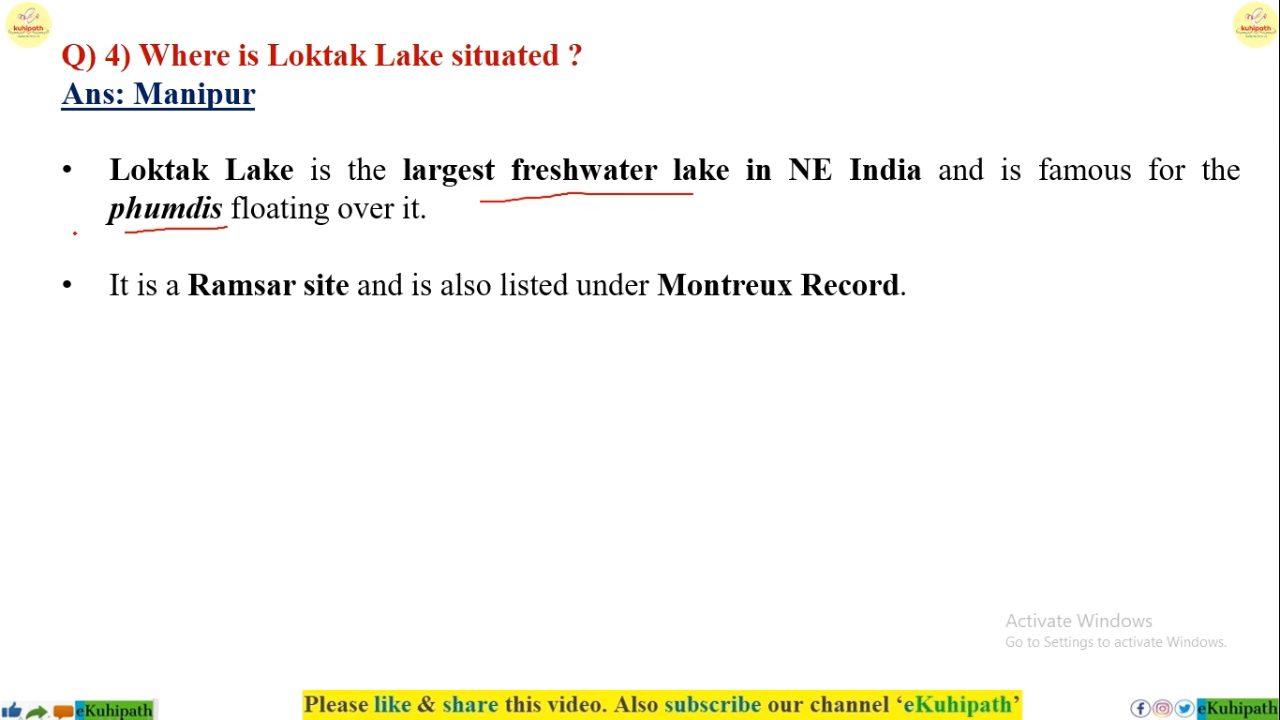 kuhipath
kuhipath
Q) 4) Where is Loktak Lake situated ?
Ans: Manipur
• Loktak Lake is the largest freshwater lake in NE India and is famous for the
phumdis floating over it.
• It is a Ramsar site and is also listed under Montreux Record.
Activate Windows
Go to Settings to activate Windows.
eKuhipath
Please like & share this video. Also subscribe our channel ‘eKuhipath’
eKuhipath